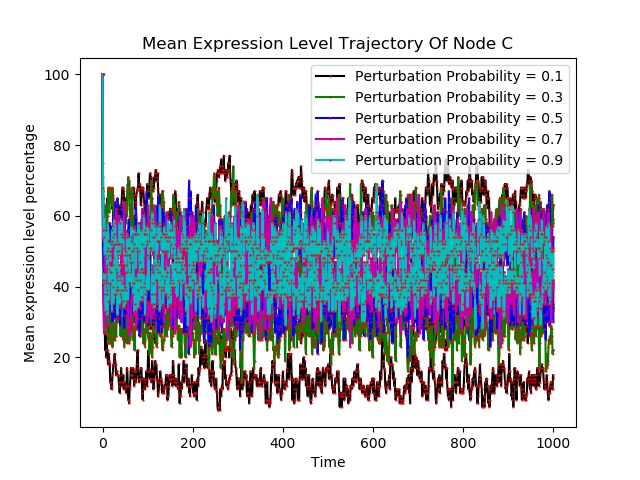 Mean Expression Level Trajectory Of Node C
Perturbation Probability = 0.1
Perturbation Probability = 0.3
Perturbation Probability = 0.5
Perturbation Probability = 0.7
Perturbation Probability = 0.9
Mean expression level percentage
100
80
60
40
20
0 200 400 600 800 1000
Time